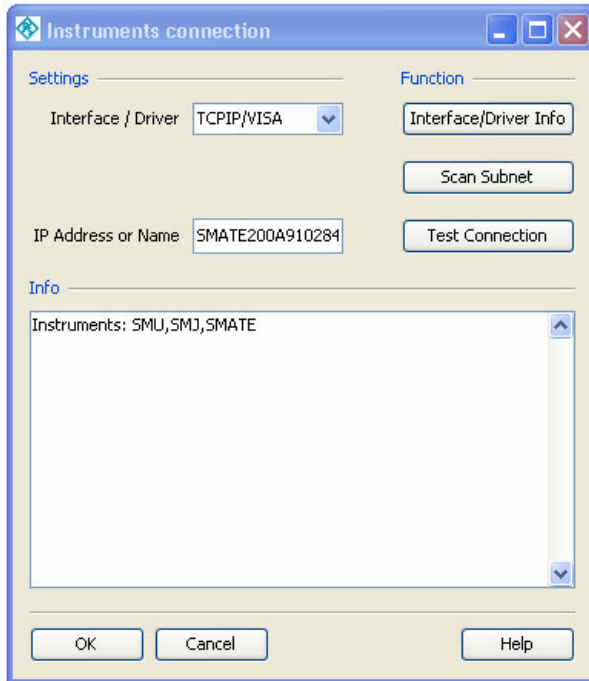 Instruments connection
Settings
Function
Interface / Driver
TCPIP/VISA
Interface/Driver Info
Scan Subnet
IP Address or Name
SMATE200A910284
Test Connection
Info
Instruments: SMU,SMJ,SMATE
OK
Cancel
Help